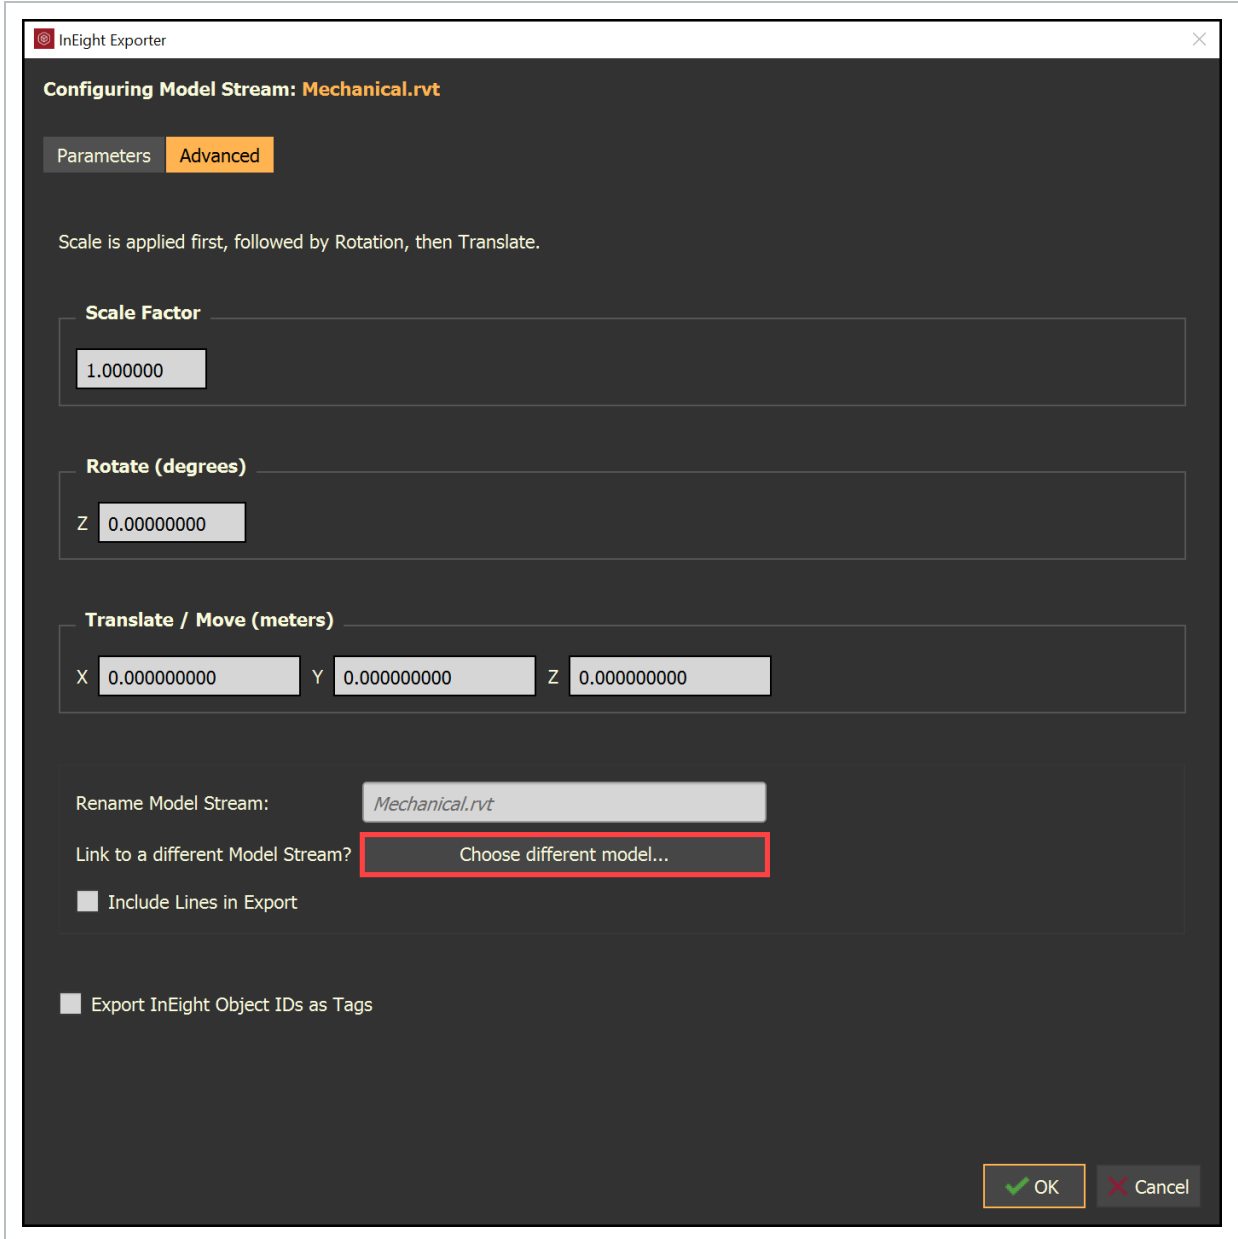 InEight Exporter
Configuring Model Stream: Mechanical.rvt
Parameters Advanced
Scale is applied first, followed by Rotation, then Translate.
Scale Factor
1.000000
Rotate (degrees)
Z 0.00000000
Translate / Move (meters)
X 0.000000000 Y 0.000000000 Z 0.000000000
Rename Model Stream: Mechanical.rvt
Link to a different Model Stream? Choose different model...
Include Lines in Export
Export InEight Object IDs as Tags
OK Cancel